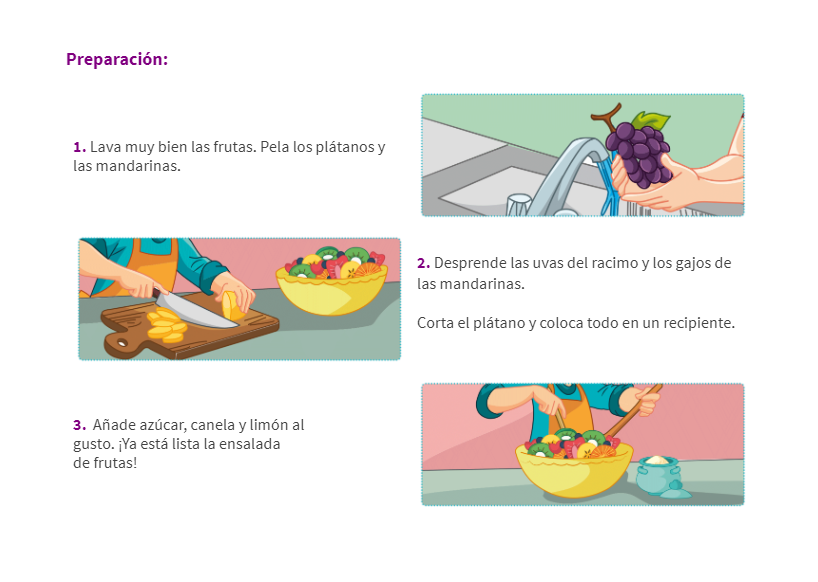 Preparación:
1. Lava muy bien las frutas. Pela los plátanos y
las mandarinas.
2. Desprende las uvas del racimo y los gajos de
las mandarinas.
Corta el plátano y coloca todo en un recipiente.
3. Añade azúcar, canela y limón al
gusto. ¡Ya está lista la ensalada
de frutas!